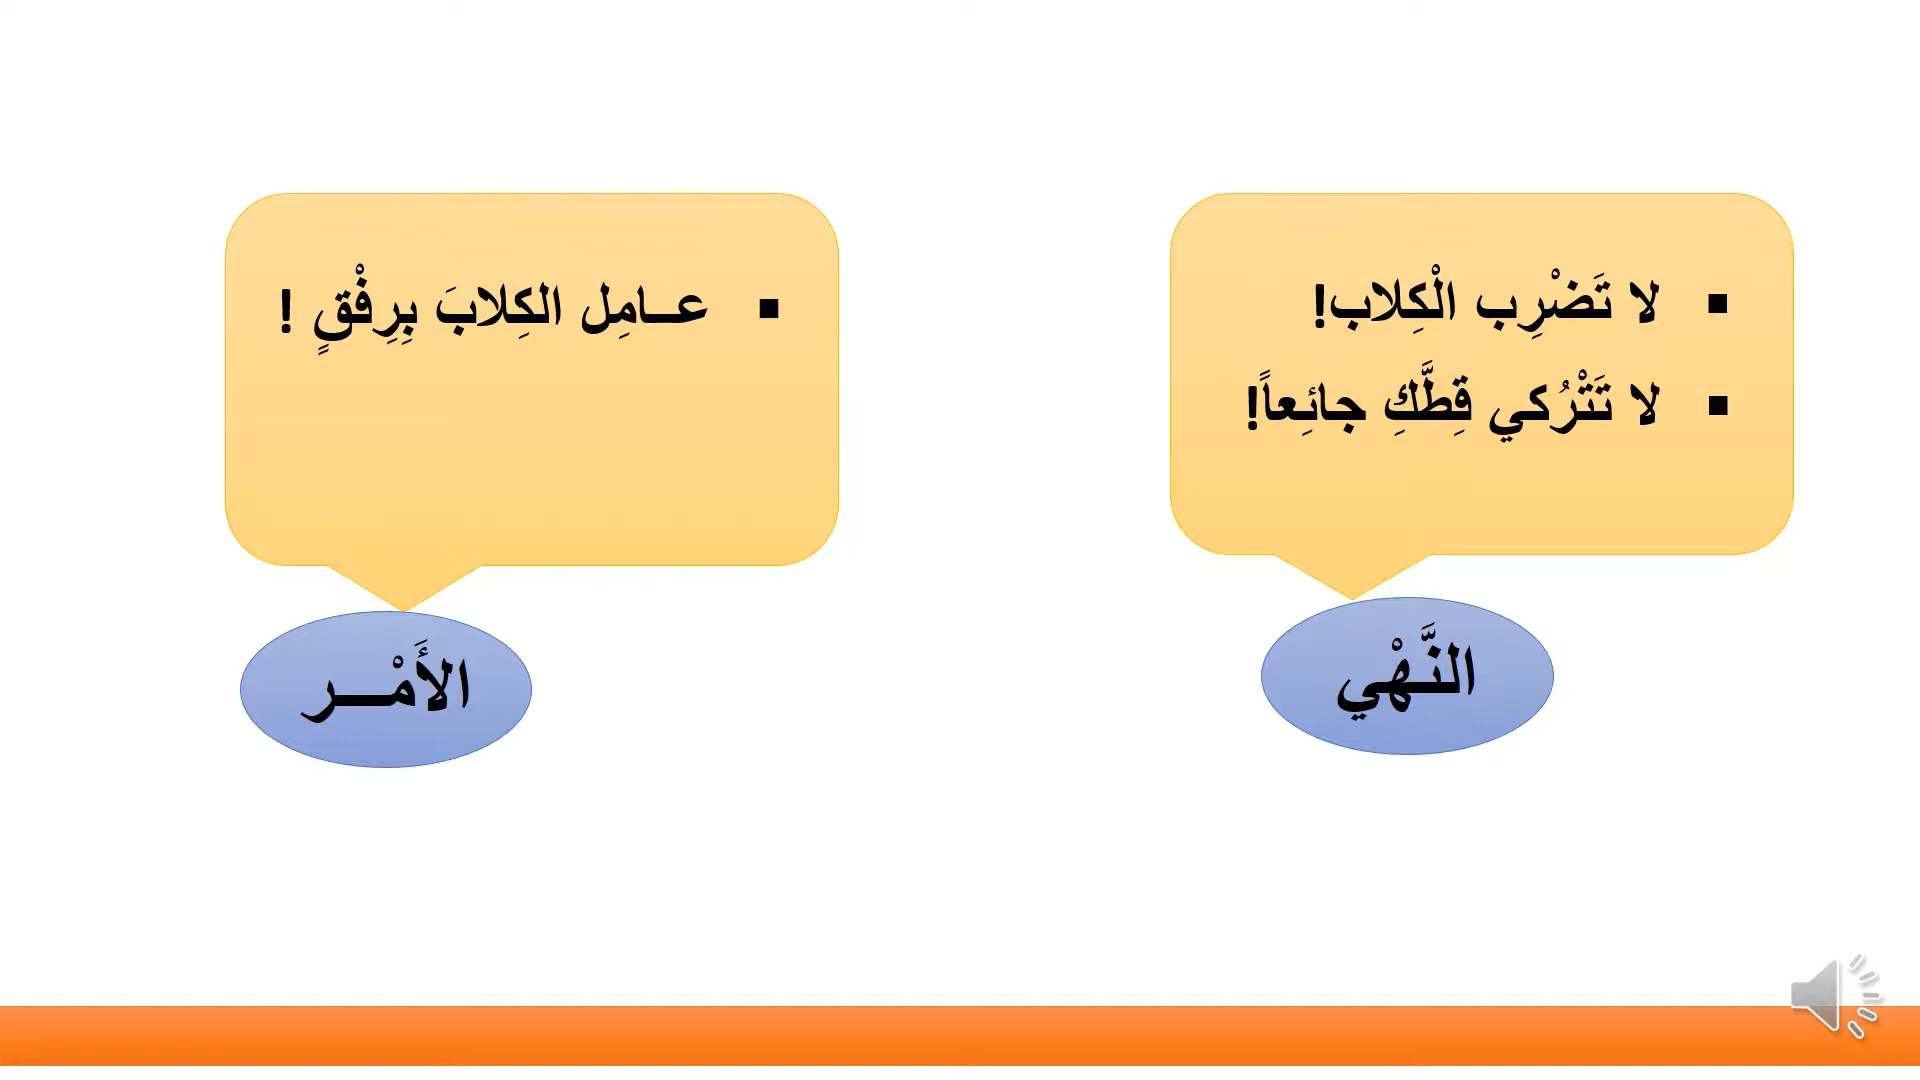 ▪ لا تَضْرِب الْكِلاب!
▪ لا تَتْرُكي قِطَّكِ جائِعاً!
النَّهْي
▪ عــامِل الكِلابَ بِرِفْقٍ !
الأَمْــر